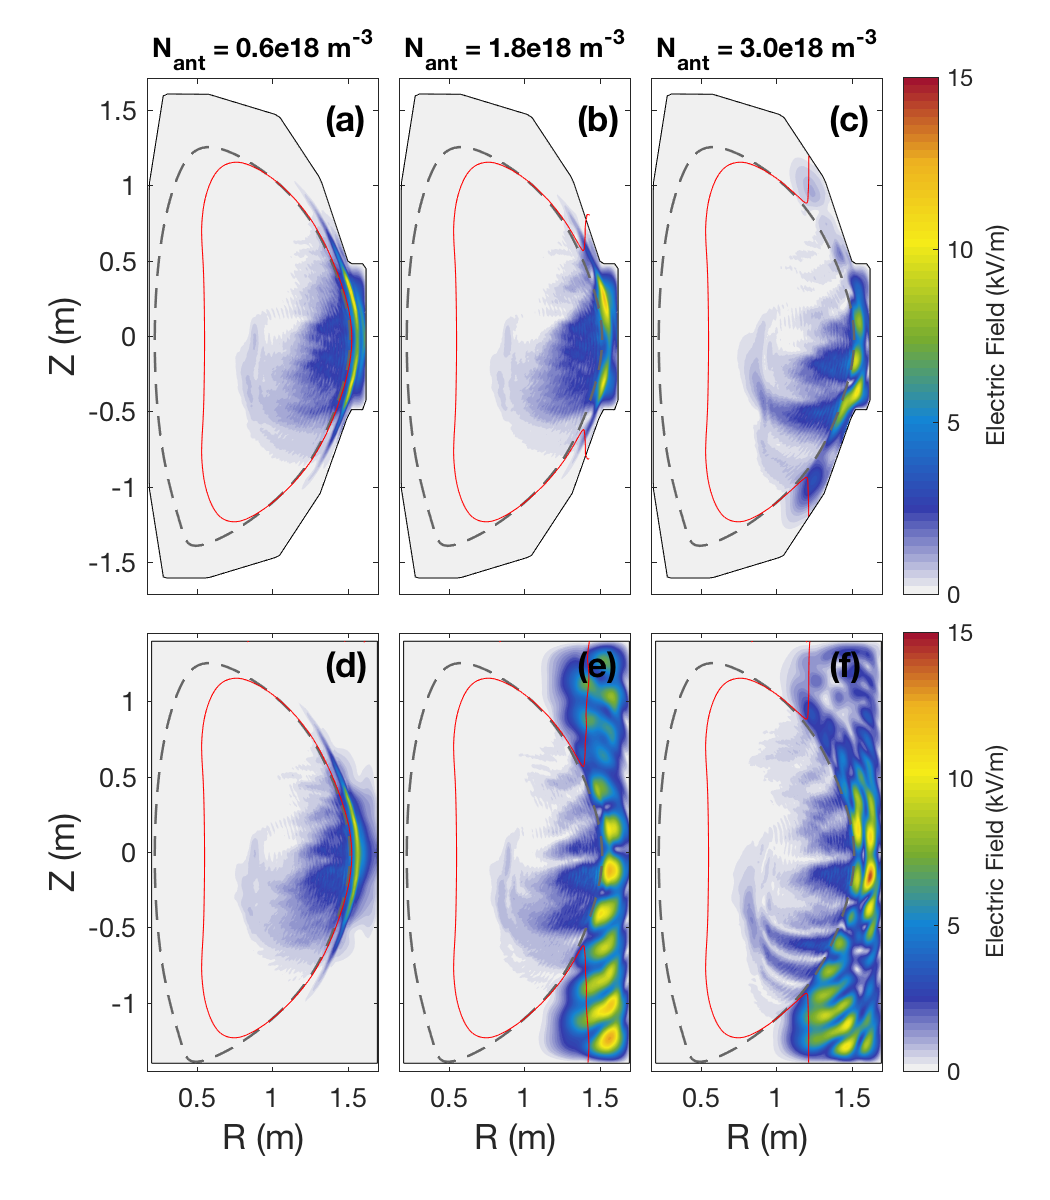 N_ant = 0.6e18 m^-3 N_ant = 1.8e18 m^-3 N_ant = 3.0e18 m^-3
(a) (b) (c)
1.5
1
0.5
0
-0.5
-1
-1.5
Z (m)
15
10
5
0
Electric Field (kV/m)
(d) (e) (f)
1
0.5
0
-0.5
-1
Z (m)
0.5 1 1.5
0.5 1 1.5
0.5 1 1.5
R (m) R (m) R (m)
15
10
5
0
Electric Field (kV/m)